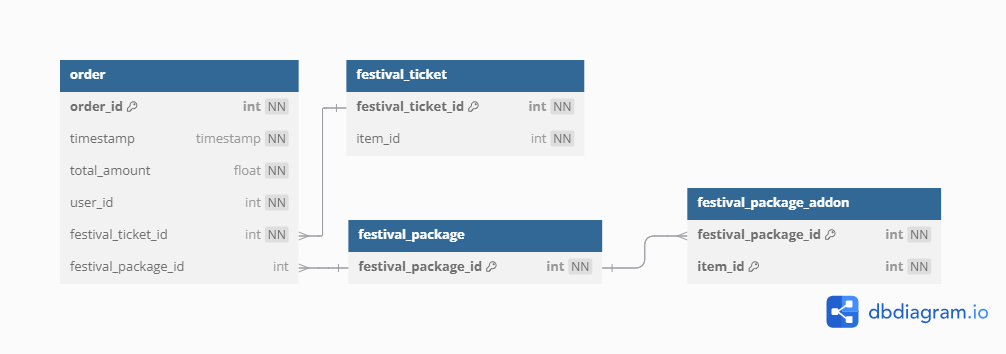 order
order_id int NN
timestamp timestamp NN
total_amount float NN
user_id int NN
festival_ticket_id int NN
festival_package_id int
festival_ticket
festival_ticket_id int NN
item_id int NN
festival_package
festival_package_id int NN
festival_package_addon
festival_package_id int NN
item_id int NN
dbdiagram.io